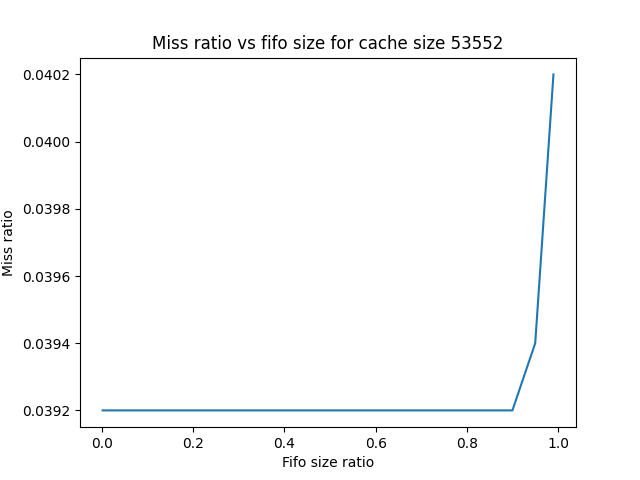 Miss ratio vs fifo size for cache size 53552
0.0402
0.0400
0.0398
0.0396
0.0394
0.0392
Miss ratio
0.0 0.2 0.4 0.6 0.8 1.0
Fifo size ratio